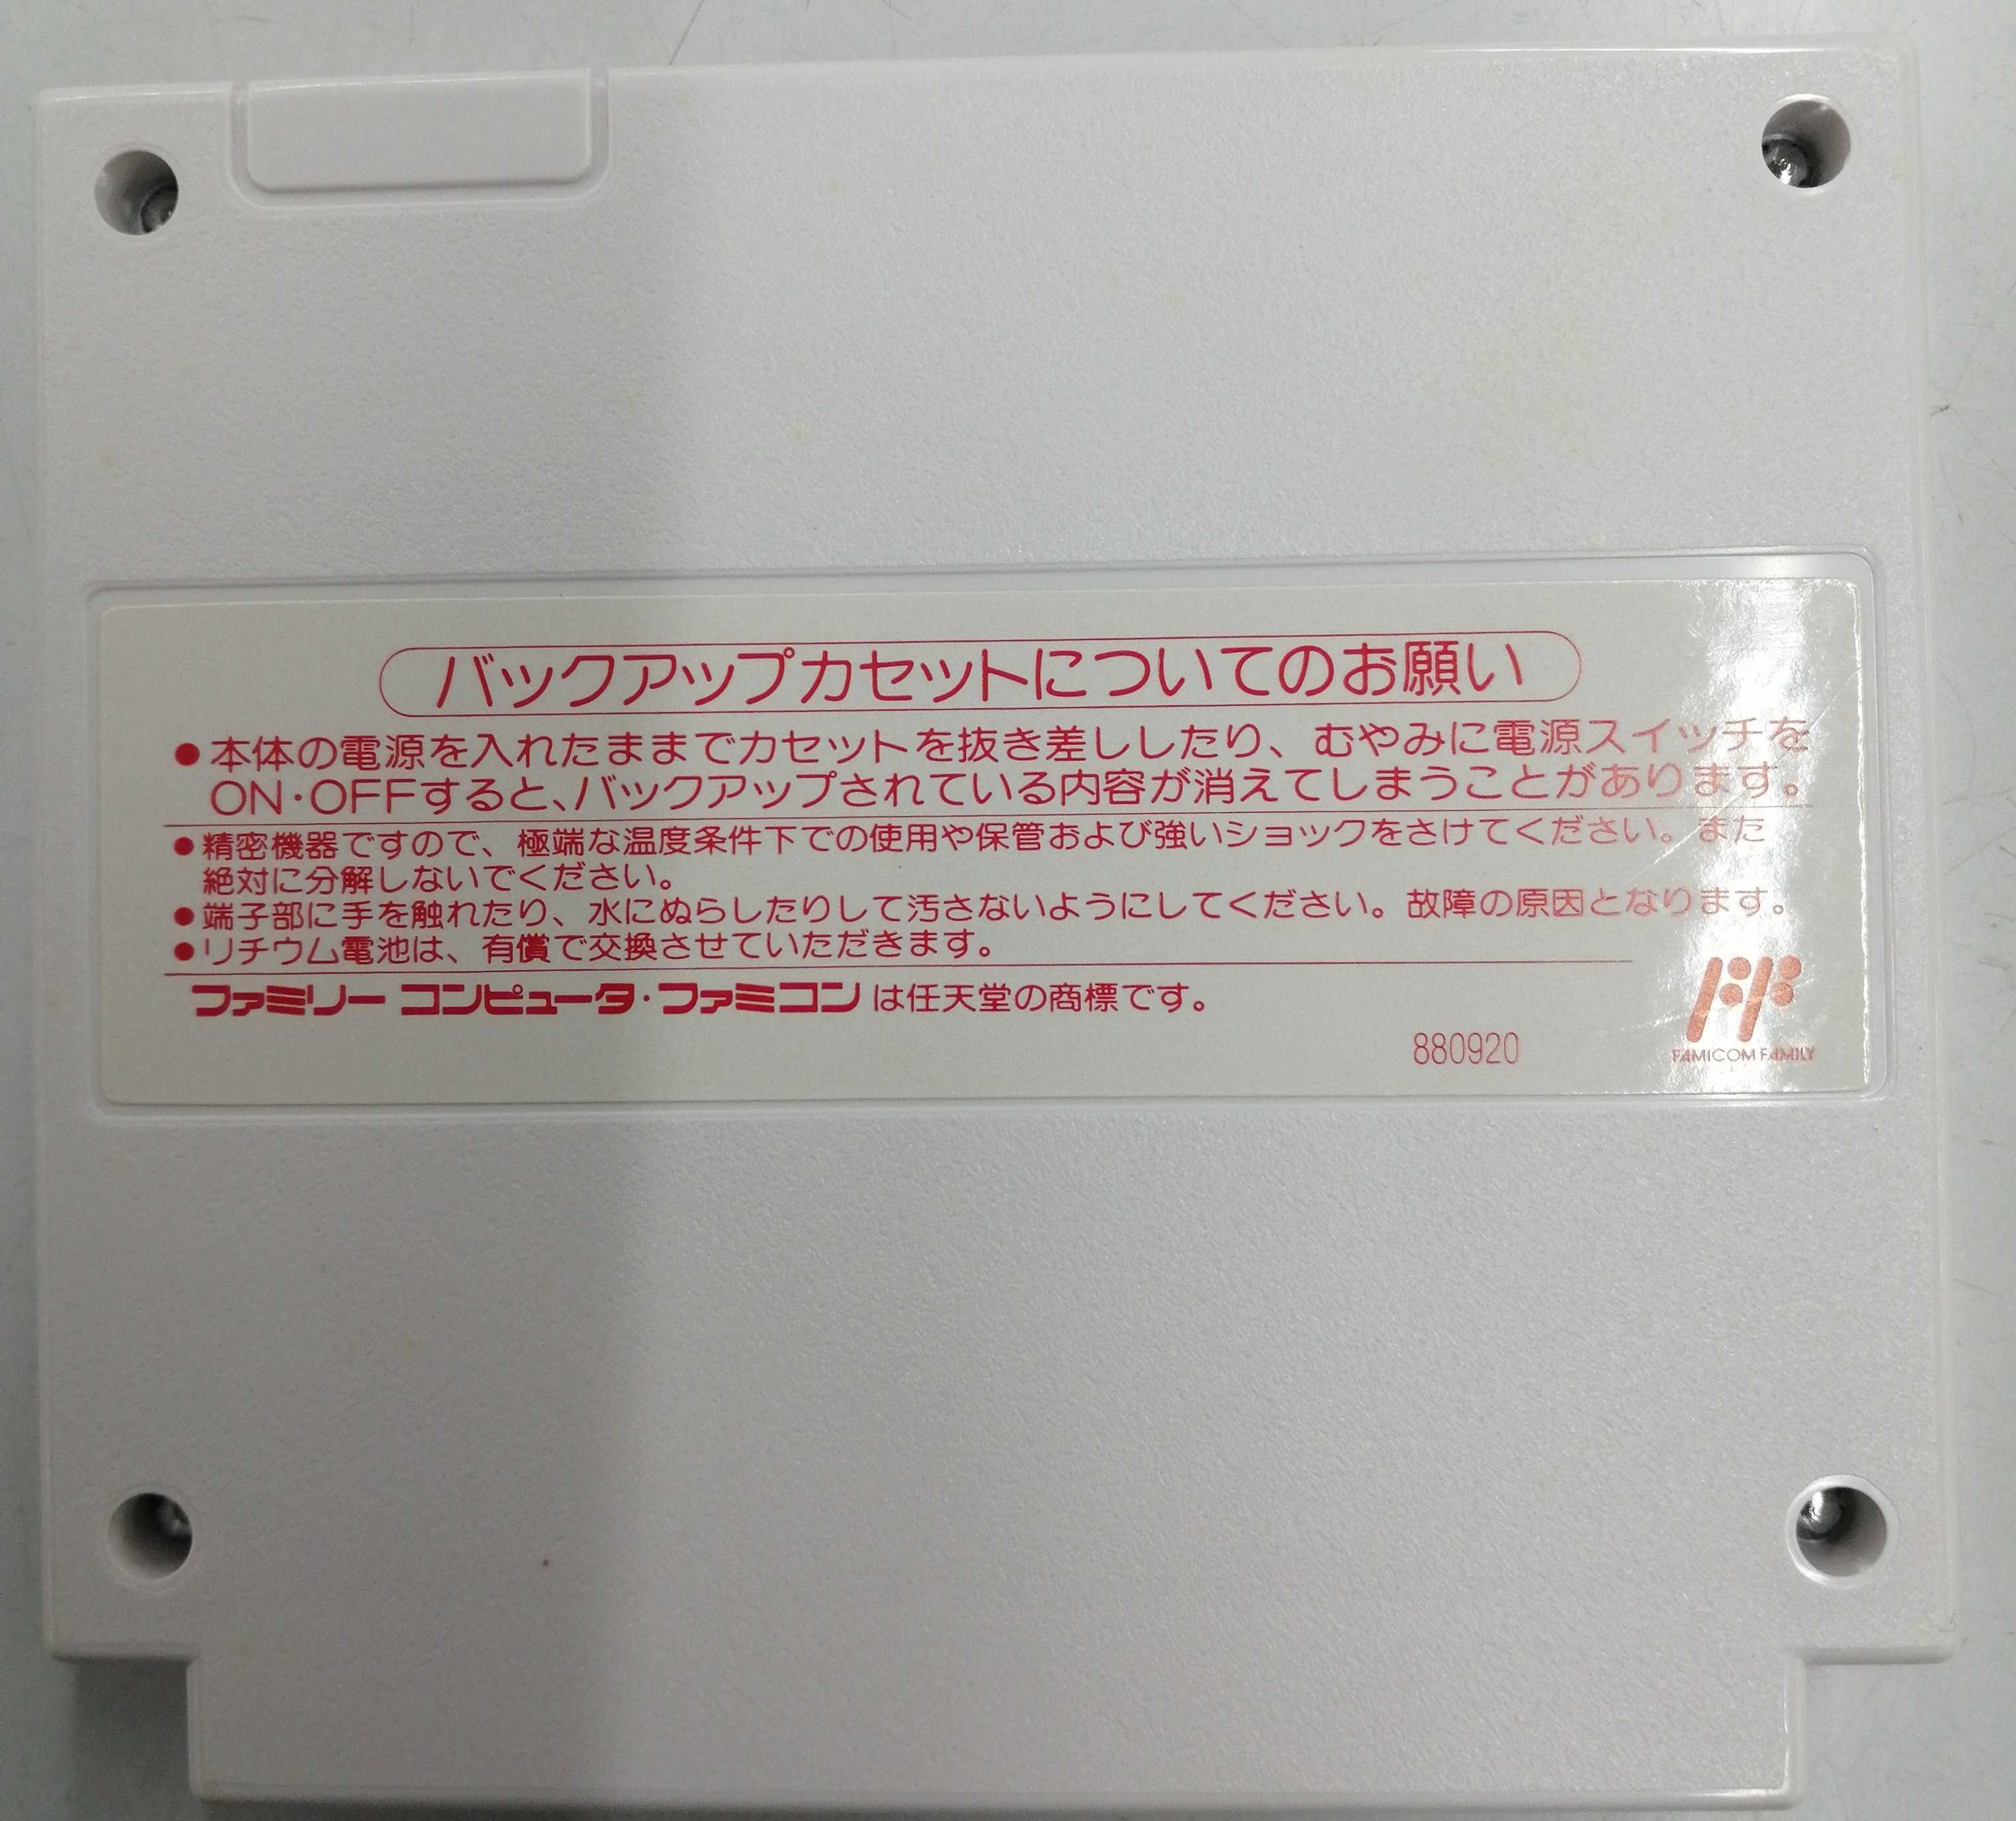 バックアップカセットについてのお願い
●本体の電源を入れたままでカセットを抜き差ししたり、むやみに電源スイッチを
ON・OFFすると、バックアップされている内容が消えてしまうことがあります。
●精密機器ですので、極端な温度条件下での使用や保管および強いショックをさけてください。また
絶対に分解しないでください。
●端子部に手を触れたり、水にぬらしたりして汚さないようにしてください。故障の原因となります。
●リチウム電池は、有償で交換させていただきます。
ファミリー コンピュータ・ファミコン は任天堂の商標です。
880920
FAMICOM FAMILY